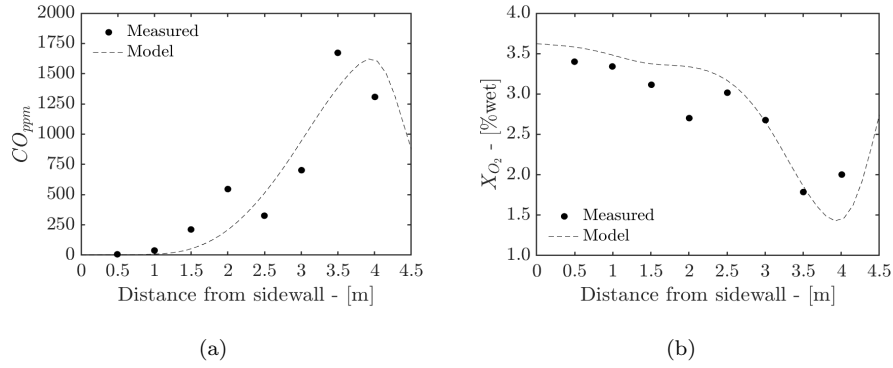 2000
1750
1500
1250
1000
750
500
250
0
CO_ppm
Measured
Model
0 0.5 1 1.5 2 2.5 3 3.5 4 4.5
Distance from sidewall - [m]
(a)
4.0
3.5
3.0
2.5
2.0
1.5
1.0
X_{O_2} - [%wet]
Measured
Model
0 0.5 1 1.5 2 2.5 3 3.5 4 4.5
Distance from sidewall - [m]
(b)